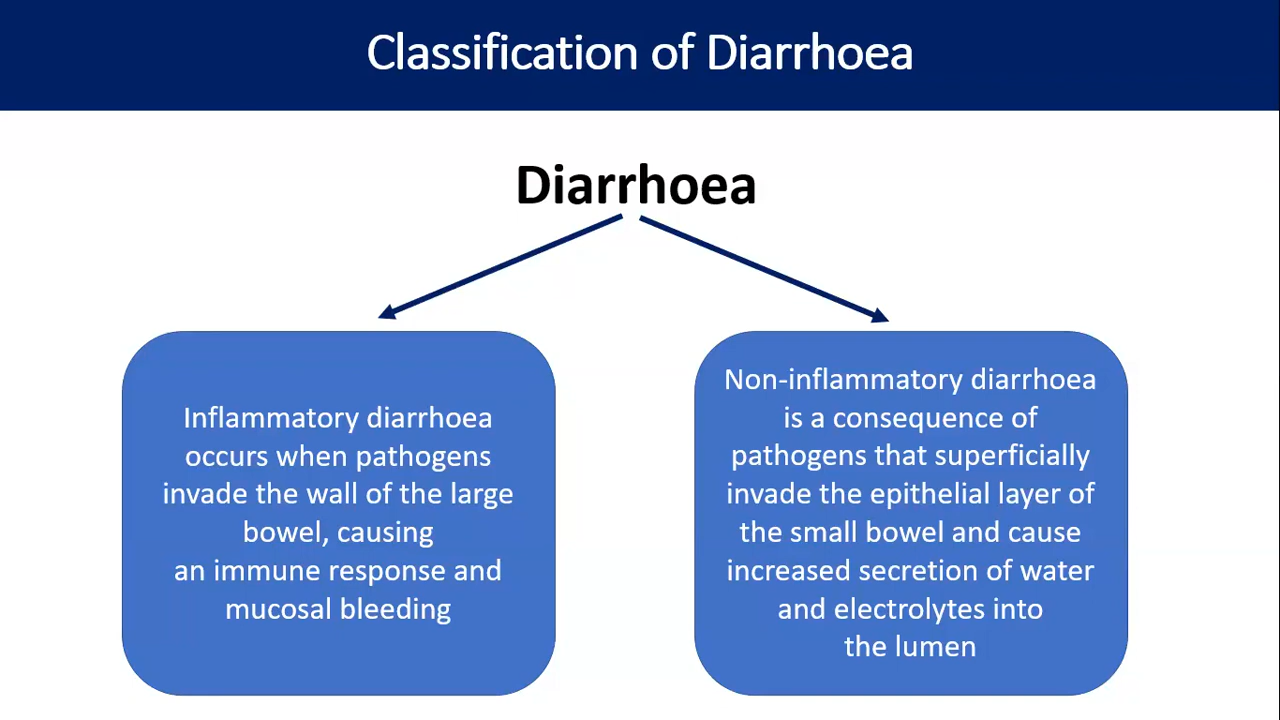 Classification of Diarrhoea
Diarrhoea
Inflammatory diarrhoea
occurs when pathogens
invade the wall of the large
bowel, causing
an immune response and
mucosal bleeding
Non-inflammatory diarrhoea
is a consequence of
pathogens that superficially
invade the epithelial layer of
the small bowel and cause
increased secretion of water
and electrolytes into
the lumen